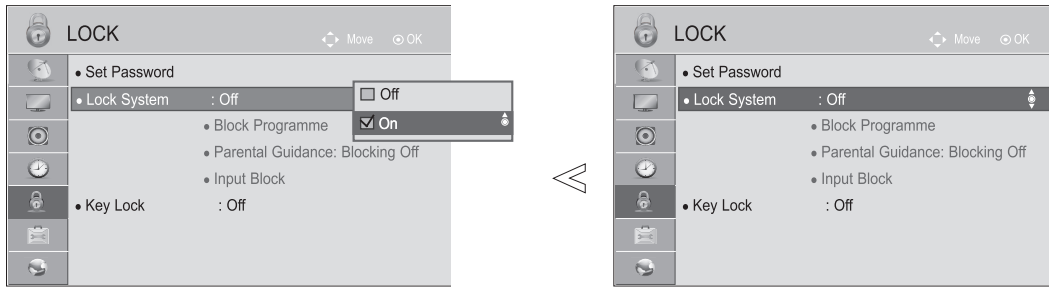 LOCK
Move OK
• Set Password
• Lock System : Off
Off
On
• Block Programme
• Parental Guidance: Blocking Off
• Input Block
• Key Lock : Off
LOCK
Move OK
• Set Password
• Lock System : Off
• Block Programme
• Parental Guidance: Blocking Off
• Input Block
• Key Lock : Off